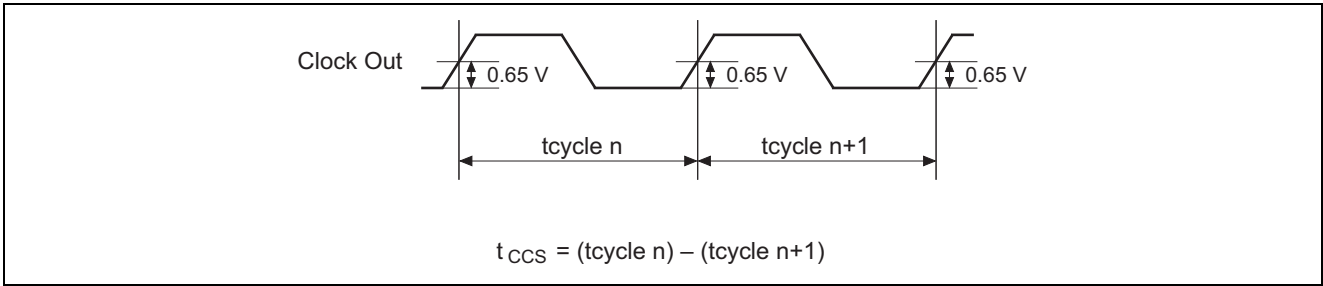 Clock Out
0.65 V 0.65 V 0.65 V
tcycle n tcycle n+1
t CCS = (tcycle n) – (tcycle n+1)